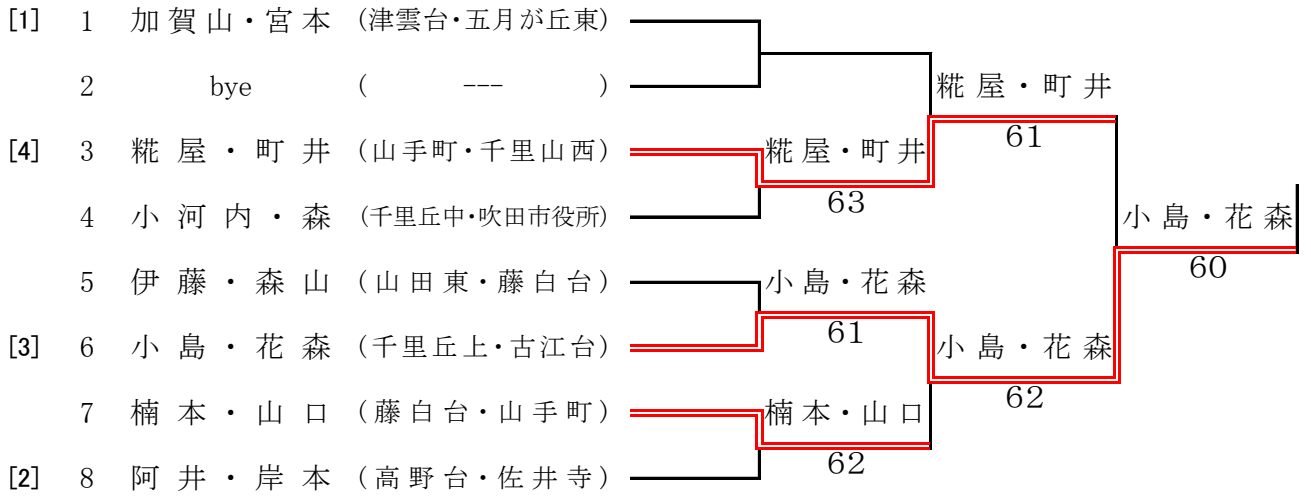 [1] 1 加賀山・宮本 (津雲台・五月が丘東)
2 bye ( --- )
糀屋・町井
[4] 3 糀屋・町井 (山手町・千里山西) 糀屋・町井
61
63
4 小河内・森 (千里丘中・吹田市役所)
小島・花森
5 伊藤・森山 (山田東・藤白台) 小島・花森
60
61
[3] 6 小島・花森 (千里丘上・古江台)
小島・花森
62
7 楠本・山口 (藤白台・山手町) 楠本・山口
62
[2] 8 阿井・岸本 (高野台・佐井寺)